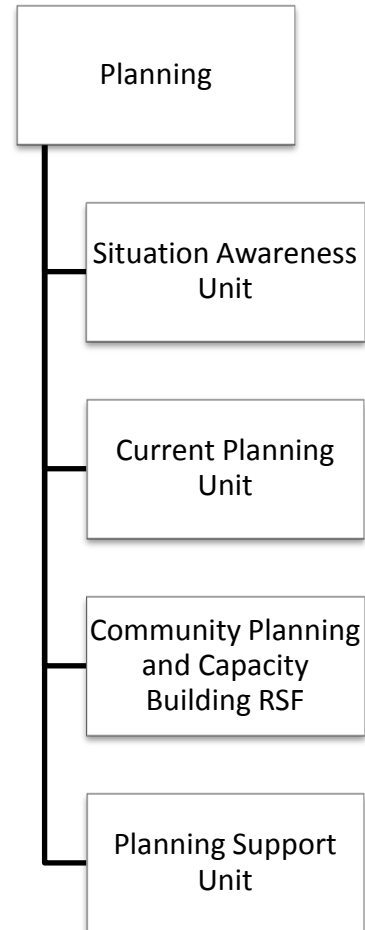 Planning
Situation Awareness
Unit
Current Planning
Unit
Community Planning
and Capacity
Building RSF
Planning Support
Unit